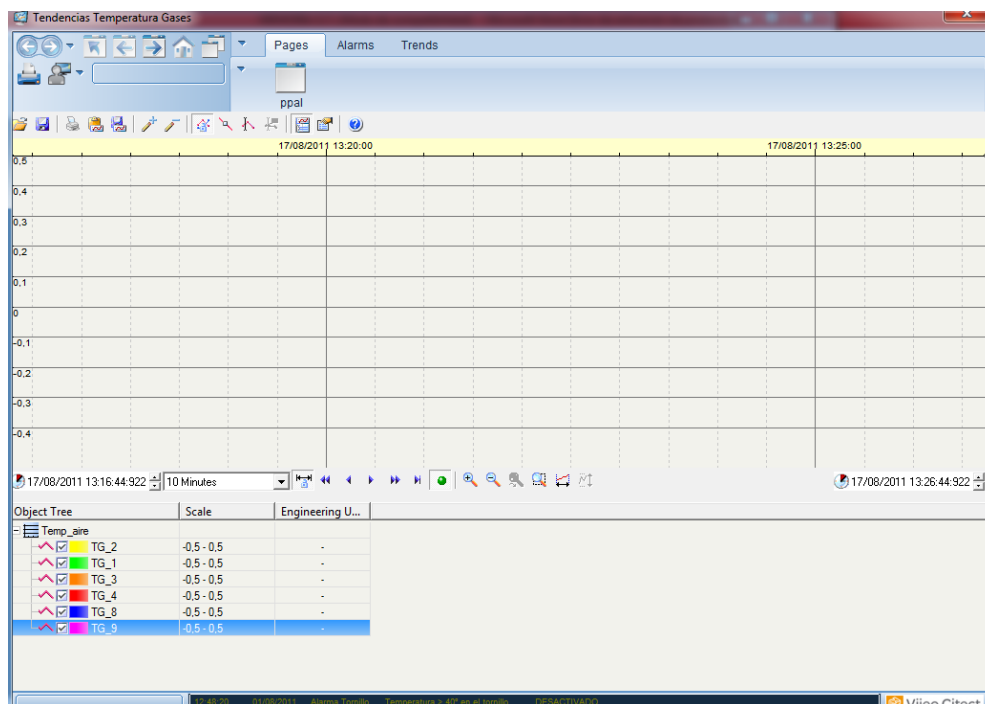 Tendencias Temperatura Gases
Pages Alarms Trends
ppal
17/08/2011 13:20:00 17/08/2011 13:25:00
0,5
0,4
0,3
0,2
0,1
0
-0,1
-0,2
-0,3
-0,4
17/08/2011 13:16:44:922 10 Minutes 17/08/2011 13:26:44:922
Object Tree Scale Engineering U...
Temp_aire
TG_2 -0,5 - 0,5 -
TG_1 -0,5 - 0,5 -
TG_3 -0,5 - 0,5 -
TG_4 -0,5 - 0,5 -
TG_8 -0,5 - 0,5 -
TG_9 -0,5 - 0,5 -
12:48:20 01/08/2011 Alarma Tornillo Temperatura > 40º en el tornillo DESACTIVADO
Vijeo Citect